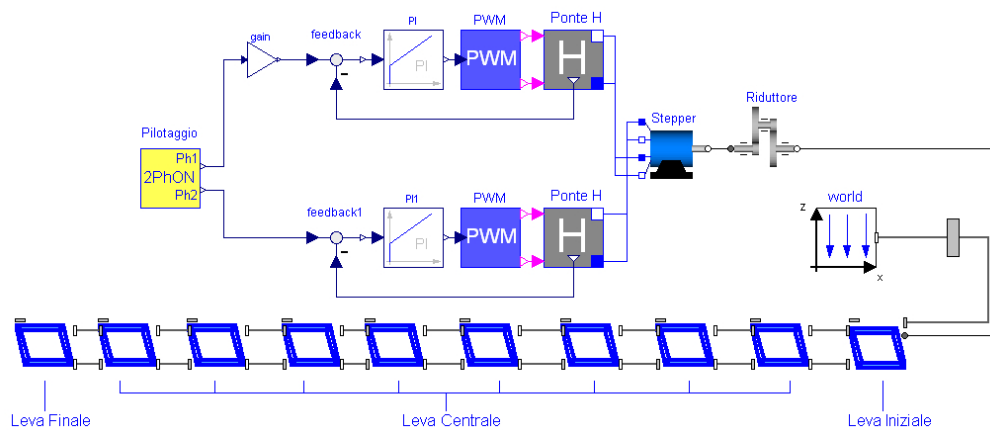 gain
feedback
PI
PI
PWM
PWM
Ponte H
H
Pilotaggio
Ph1
2PhON
Ph2
Stepper
Riduttore
feedback1
PI1
PI
PWM
PWM
Ponte H
H
world
z
x
Leva Finale
Leva Centrale
Leva Iniziale